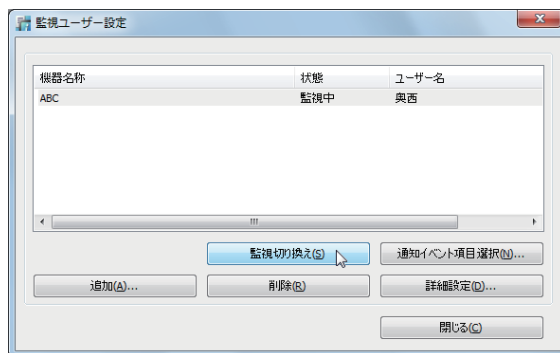 監視ユーザー設定
機器名称 状態 ユーザー名
ABC 監視中 奥西
監視切り換え(S) 通知イベント項目選択(N)...
追加(A)... 削除(R) 詳細設定(D)...
閉じる(C)